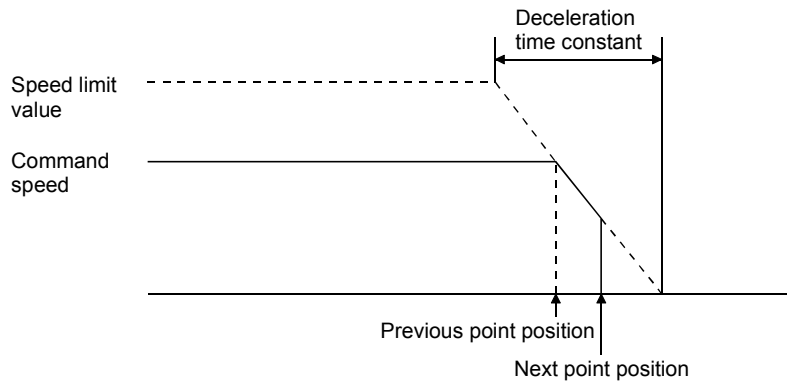 Deceleration
time constant
Speed limit
value
Command
speed
Previous point position
Next point position